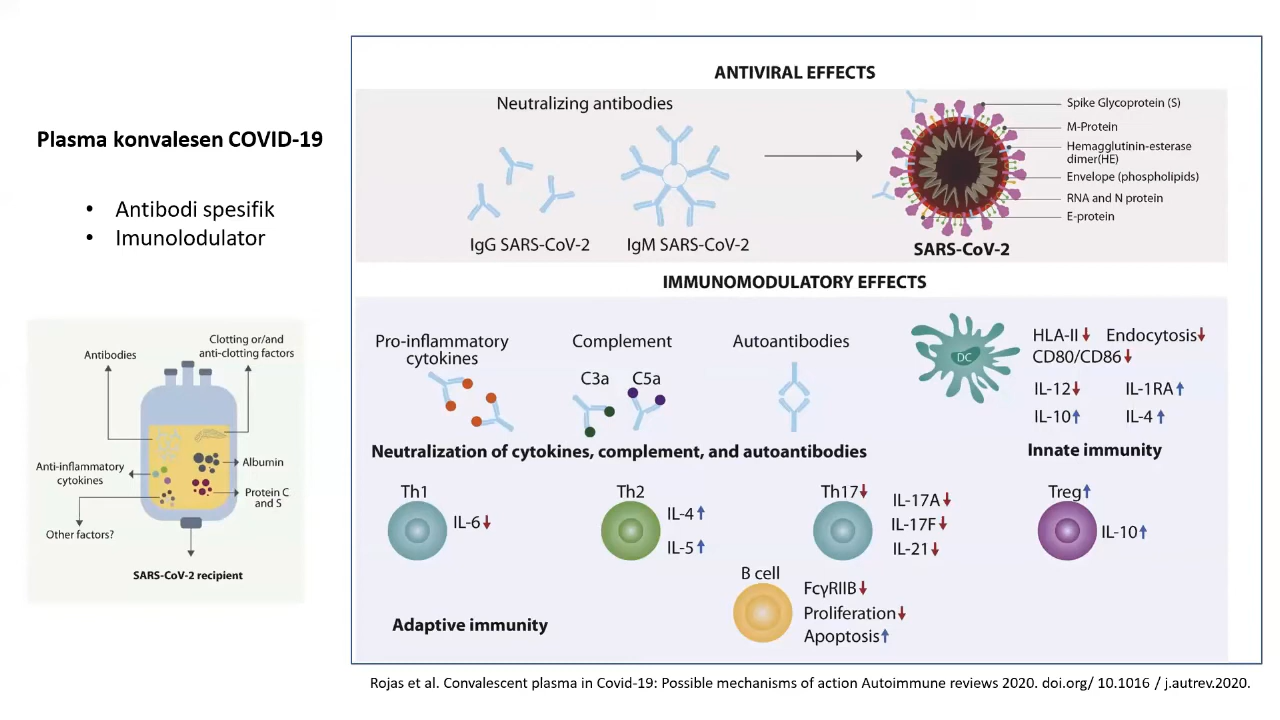 Plasma konvalesen COVID-19
• Antibodi spesifik
• Imunolodulator
Antibodies
Clotting or/and
anti-clotting factors
Anti-inflammatory
cytokines
Albumin
Protein C
and S
Other factors?
SARS-CoV-2 recipient
ANTIVIRAL EFFECTS
Neutralizing antibodies
IgG SARS-CoV-2
IgM SARS-CoV-2
Spike Glycoprotein (S)
M-Protein
Hemagglutinin-esterase
dimer(HE)
Envelope (phospholipids)
RNA and N protein
E-protein
SARS-CoV-2
IMMUNOMODULATORY EFFECTS
Pro-inflammatory
cytokines
Complement
C3a C5a
Autoantibodies
Neutralization of cytokines, complement, and autoantibodies
DC
HLA-II↓ Endocytosis↓
CD80/CD86↓
IL-12↓ IL-1RA↑
IL-10↑ IL-4↑
Innate immunity
Th1
IL-6↓
Th2
IL-4↑
IL-5↑
Th17↓
IL-17A↓
IL-17F↓
IL-21↓
Treg↑
IL-10↑
B cell
FcγRIIB↓
Proliferation↓
Apoptosis↑
Adaptive immunity
Rojas et al. Convalescent plasma in Covid-19: Possible mechanisms of action Autoimmune reviews 2020. doi.org/ 10.1016 / j.autrev.2020.